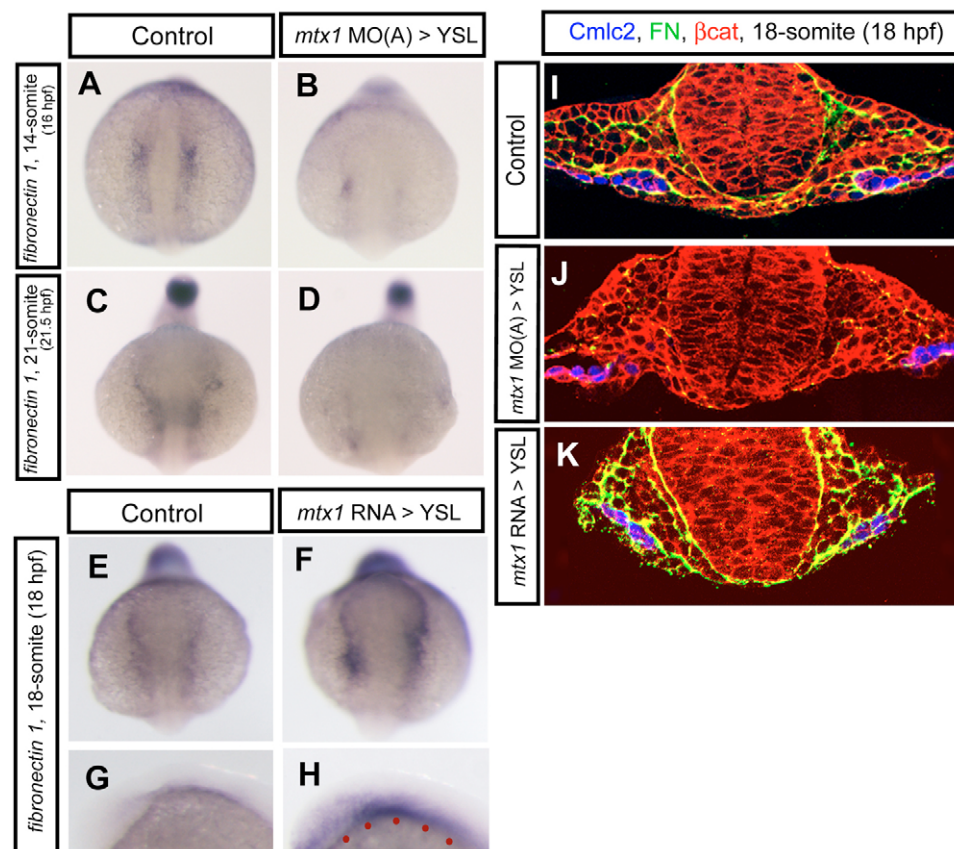 Control
mtx1 MO(A) > YSL
fibronectin 1, 14-somite
(16 hpf)
A
B
fibronectin 1, 21-somite
(21.5 hpf)
C
D
Control
mtx1 RNA > YSL
fibronectin 1, 18-somite (18 hpf)
E
F
G
H
Cmlc2, FN, βcat, 18-somite (18 hpf)
Control
I
mtx1 MO(A) > YSL
J
mtx1 RNA > YSL
K